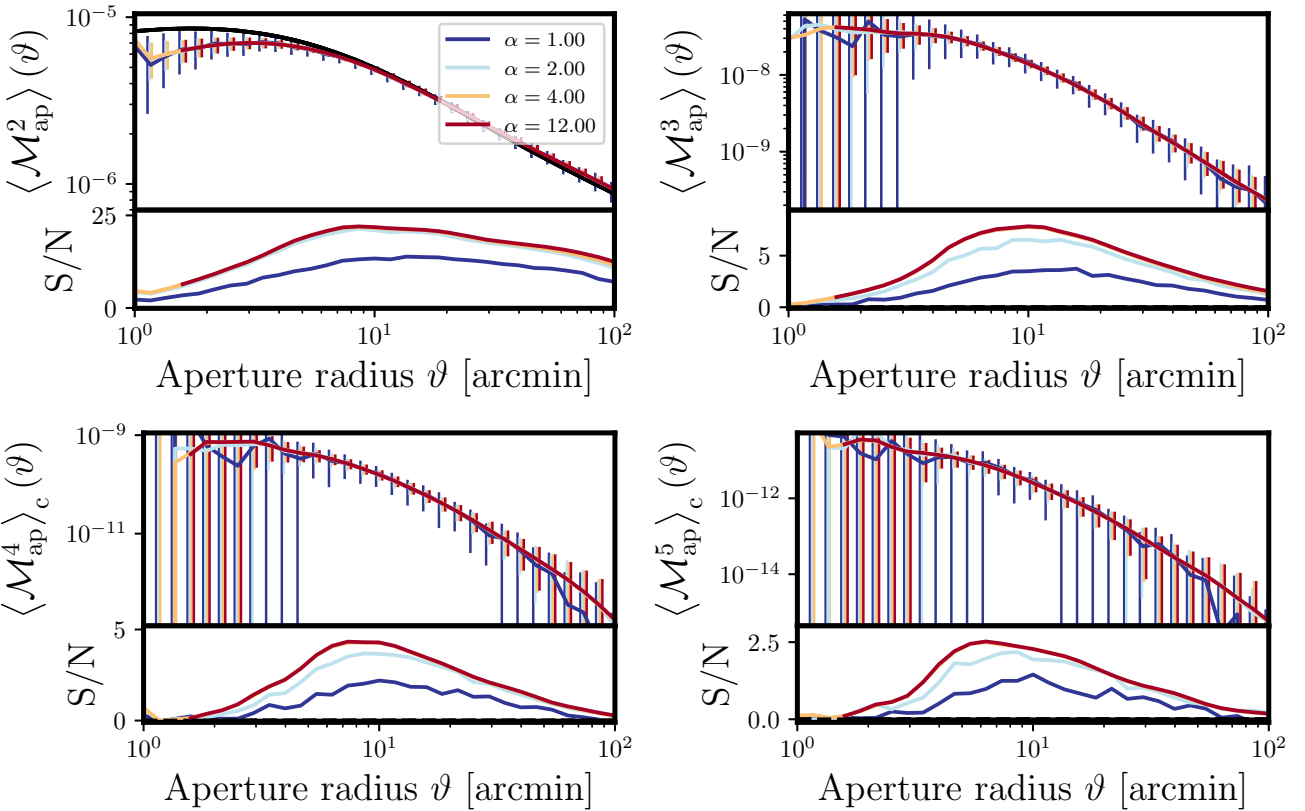 10⁻⁵
10⁻⁶
⟨ℳ²ₐₚ⟩ (ϑ)
α = 1.00
α = 2.00
α = 4.00
α = 12.00
25
0
S/N
10⁰ 10¹ 10²
Aperture radius ϑ [arcmin]
10⁻⁸
10⁻⁹
⟨ℳ³ₐₚ⟩ (ϑ)
5
0
S/N
10⁰ 10¹ 10²
Aperture radius ϑ [arcmin]
10⁻⁹
10⁻¹¹
⟨ℳ⁴ₐₚ⟩c (ϑ)
5
0
S/N
10⁰ 10¹ 10²
Aperture radius ϑ [arcmin]
10⁻¹²
10⁻¹⁴
⟨ℳ⁵ₐₚ⟩c (ϑ)
2.5
0.0
S/N
10⁰ 10¹ 10²
Aperture radius ϑ [arcmin]